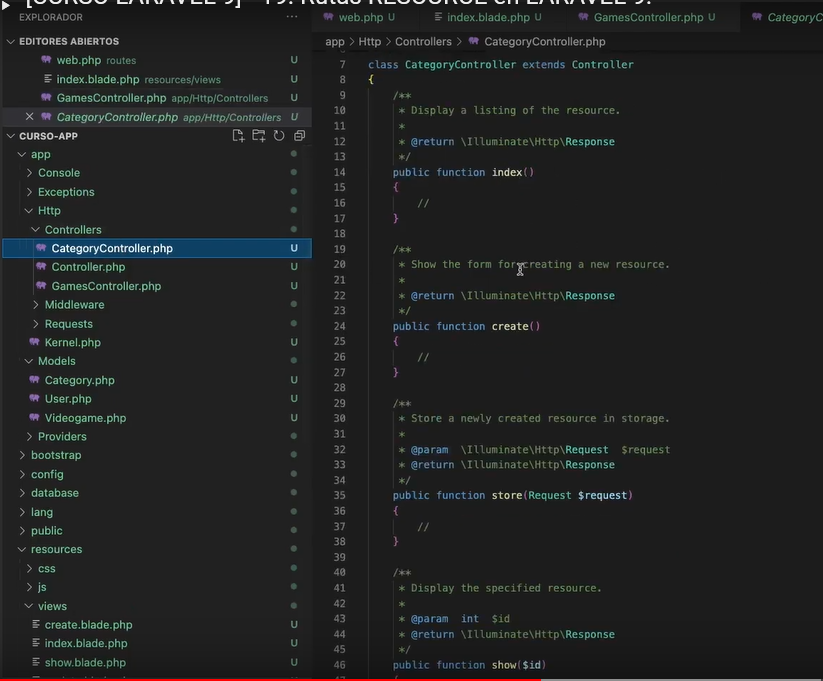 [CURSO LARAVEL 9] - 19. Rutas RESOURCE en LARAVEL 9.
EXPLORADOR
EDITORES ABIERTOS
web.php routes U
index.blade.php resources/views U
GamesController.php app/Http/Controllers U
CategoryController.php app/Http/Controllers U
CURSO-APP
app
Console
Exceptions
Http
Controllers
CategoryController.php U
Controller.php U
GamesController.php U
Middleware
Requests
Kernel.php U
Models
Category.php U
User.php U
Videogame.php U
Providers
bootstrap
config
database
lang
public
resources
css
js
views
create.blade.php U
index.blade.php U
show.blade.php U
web.php U index.blade.php U GamesController.php U CategoryC
app > Http > Controllers > CategoryController.php
7 class CategoryController extends Controller
8 {
9 /**
10 * Display a listing of the resource.
11 *
12 * @return \Illuminate\Http\Response
13 */
14 public function index()
15 {
16 //
17 }
18
19 /**
20 * Show the form for creating a new resource.
21 *
22 * @return \Illuminate\Http\Response
23 */
24 public function create()
25 {
26 //
27 }
28
29 /**
30 * Store a newly created resource in storage.
31 *
32 * @param \Illuminate\Http\Request $request
33 * @return \Illuminate\Http\Response
34 */
35 public function store(Request $request)
36 {
37 //
38 }
39
40 /**
41 * Display the specified resource.
42 *
43 * @param int $id
44 * @return \Illuminate\Http\Response
45 */
46 public function show($id)